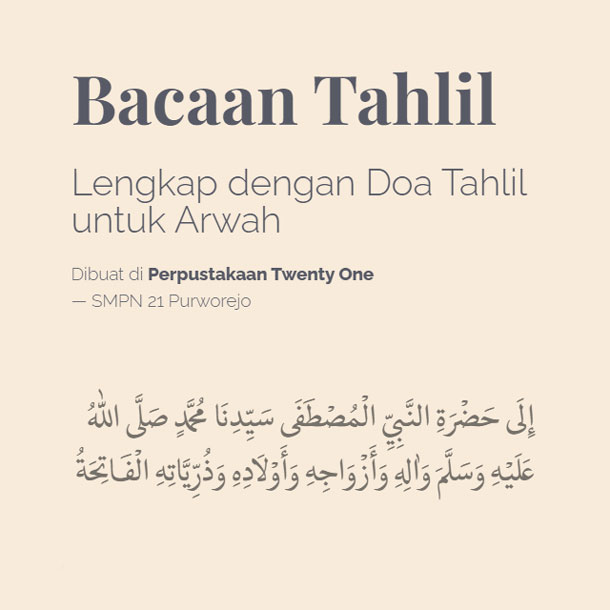 Bacaan Tahlil
Lengkap dengan Doa Tahlil
untuk Arwah
Dibuat di Perpustakaan Twenty One
— SMPN 21 Purworejo
إِلَى حَضْرَةِ النَّبِيِّ الْمُصْطَفَى سَيِّدِنَا مُحَمَّدٍ صَلَّى اللهُ
عَلَيْهِ وَسَلَّمَ وَاٰلِهِ وَأَزْوَاجِهِ وَأَوْلَادِهِ وَذُرِّيَّاتِهِ الْفَاتِحَةُ